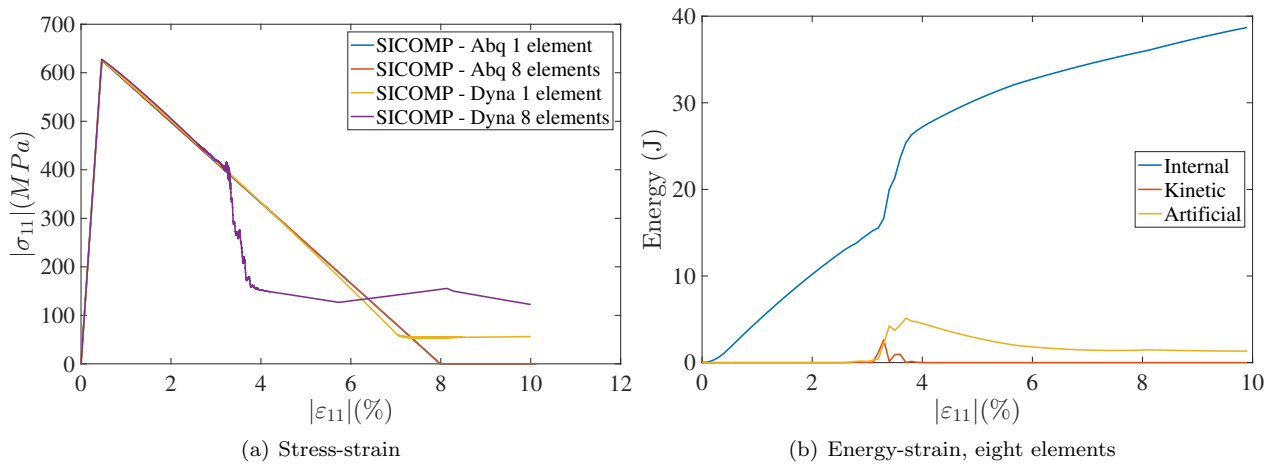 700
600
500
400
300
200
100
0
|σ₁₁|(MPa)
SICOMP - Abq 1 element
SICOMP - Abq 8 elements
SICOMP - Dyna 1 element
SICOMP - Dyna 8 elements
0 2 4 6 8 10 12
|ε₁₁|(%)
(a) Stress-strain
40
30
20
10
0
Energy (J)
Internal
Kinetic
Artificial
0 2 4 6 8 10
|ε₁₁|(%)
(b) Energy-strain, eight elements